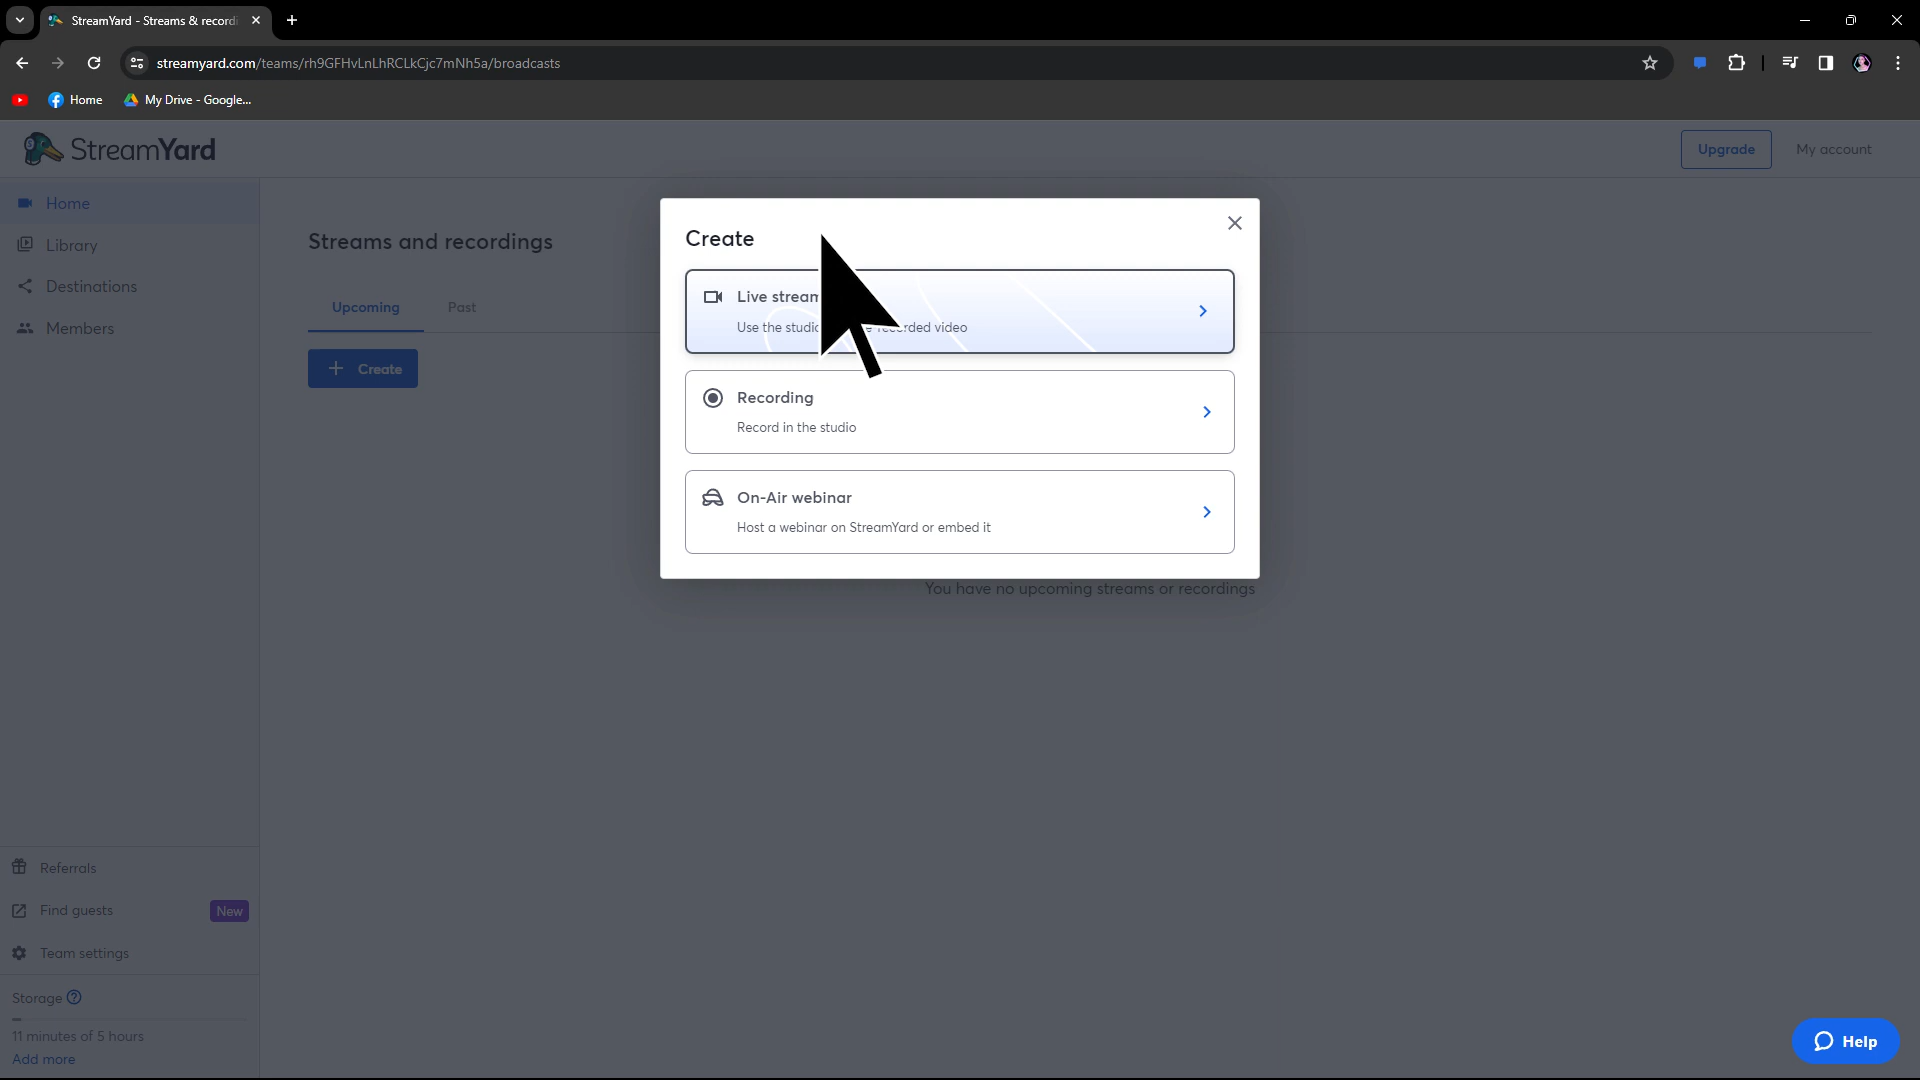 StreamYard - Streams & recordi
streamyard.com/teams/rh9GFHvLnLhRCLkCjc7mNh5a/broadcasts
Home
My Drive - Google...
StreamYard
Upgrade
My account
Home
Library
Destinations
Members
Streams and recordings
Upcoming
Past
Create
Create
Live stream
Use the studio recorded video
Recording
Record in the studio
On-Air webinar
Host a webinar on StreamYard or embed it
You have no upcoming streams or recordings
Referrals
Find guests
New
Team settings
Storage
11 minutes of 5 hours
Add more
Help